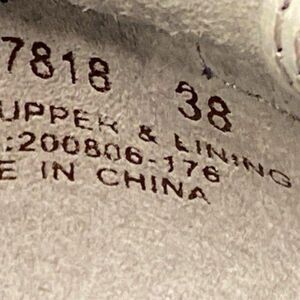 7818 38
UPPER & LINING
:200806-176
E IN CHINA